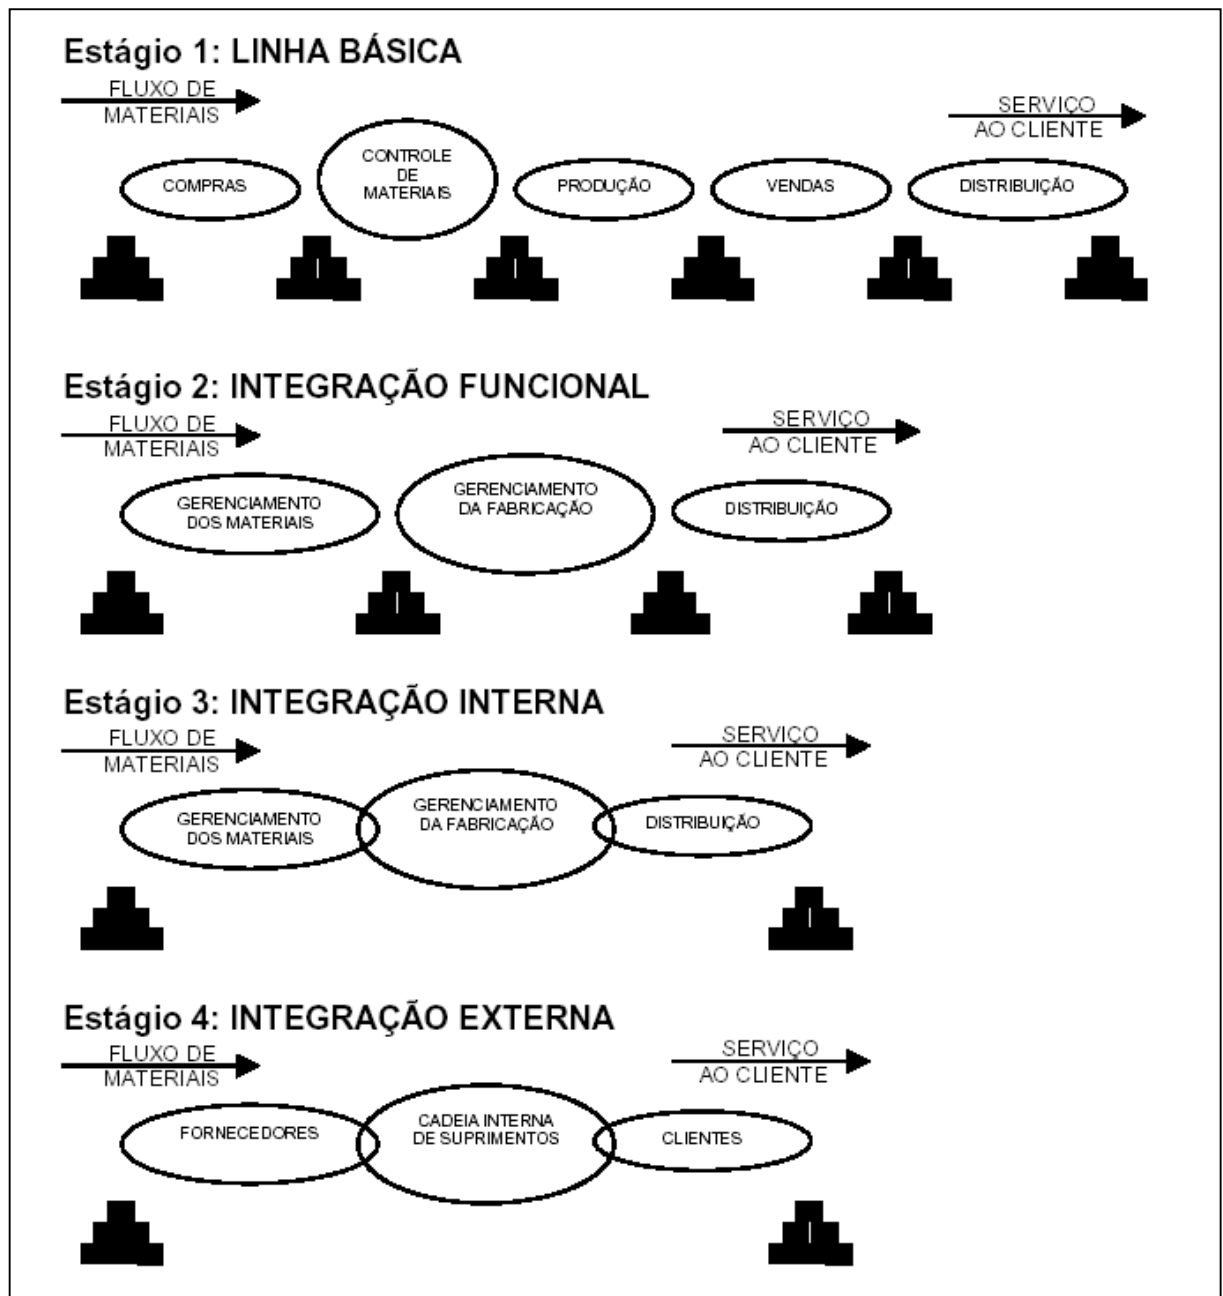 Estágio 1: LINHA BÁSICA
FLUXO DE
MATERIAIS
SERVIÇO
AO CLIENTE
COMPRAS
CONTROLE
DE
MATERIAIS
PRODUÇÃO
VENDAS
DISTRIBUIÇÃO
Estágio 2: INTEGRAÇÃO FUNCIONAL
FLUXO DE
MATERIAIS
SERVIÇO
AO CLIENTE
GERENCIAMENTO
DOS MATERIAIS
GERENCIAMENTO
DA FABRICAÇÃO
DISTRIBUIÇÃO
Estágio 3: INTEGRAÇÃO INTERNA
FLUXO DE
MATERIAIS
SERVIÇO
AO CLIENTE
GERENCIAMENTO
DOS MATERIAIS
GERENCIAMENTO
DA FABRICAÇÃO
DISTRIBUIÇÃO
Estágio 4: INTEGRAÇÃO EXTERNA
FLUXO DE
MATERIAIS
SERVIÇO
AO CLIENTE
FORNECEDORES
CADEIA INTERNA
DE SUPRIMENTOS
CLIENTES